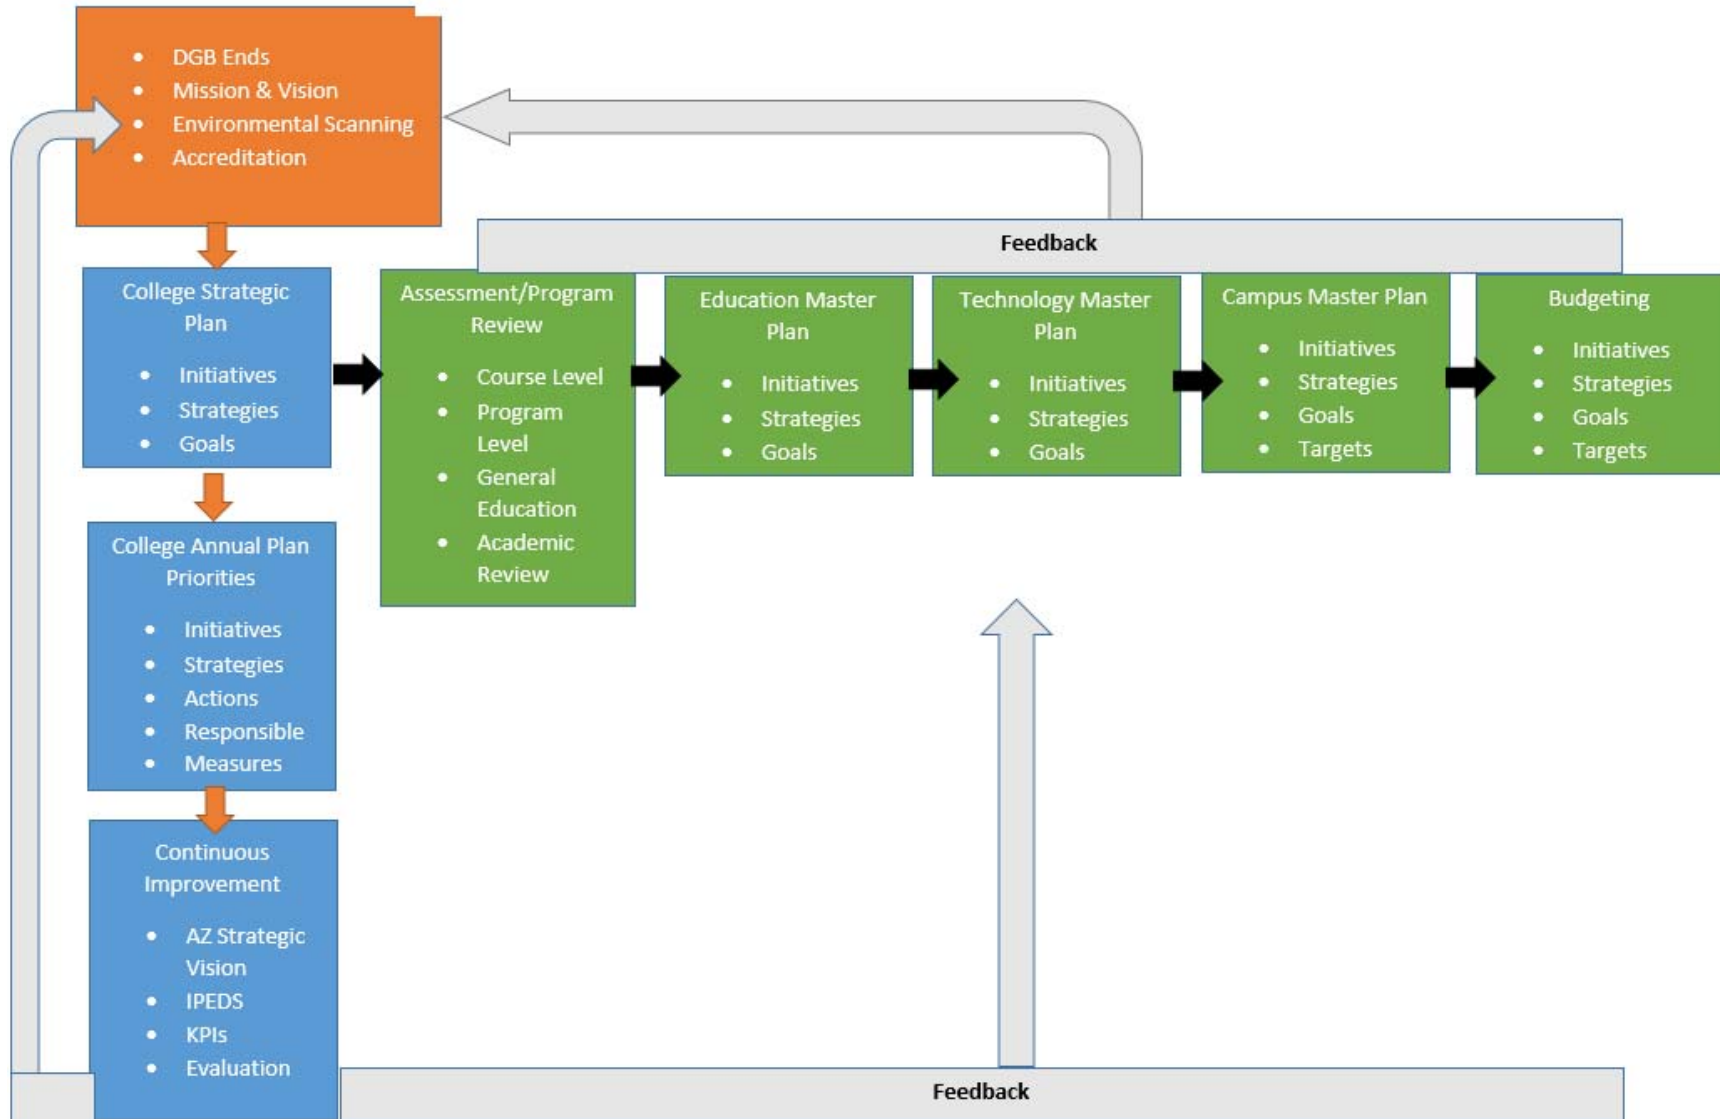 • DGB Ends
• Mission & Vision
• Environmental Scanning
• Accreditation
Feedback
College Strategic
Plan
• Initiatives
• Strategies
• Goals
Assessment/Program
Review
• Course Level
• Program
Level
• General
Education
• Academic
Review
Education Master
Plan
• Initiatives
• Strategies
• Goals
Technology Master
Plan
• Initiatives
• Strategies
• Goals
Campus Master Plan
• Initiatives
• Strategies
• Goals
• Targets
Budgeting
• Initiatives
• Strategies
• Goals
• Targets
College Annual Plan
Priorities
• Initiatives
• Strategies
• Actions
• Responsible
• Measures
Continuous
Improvement
• AZ Strategic
Vision
• IPEDS
• KPIs
• Evaluation
Feedback